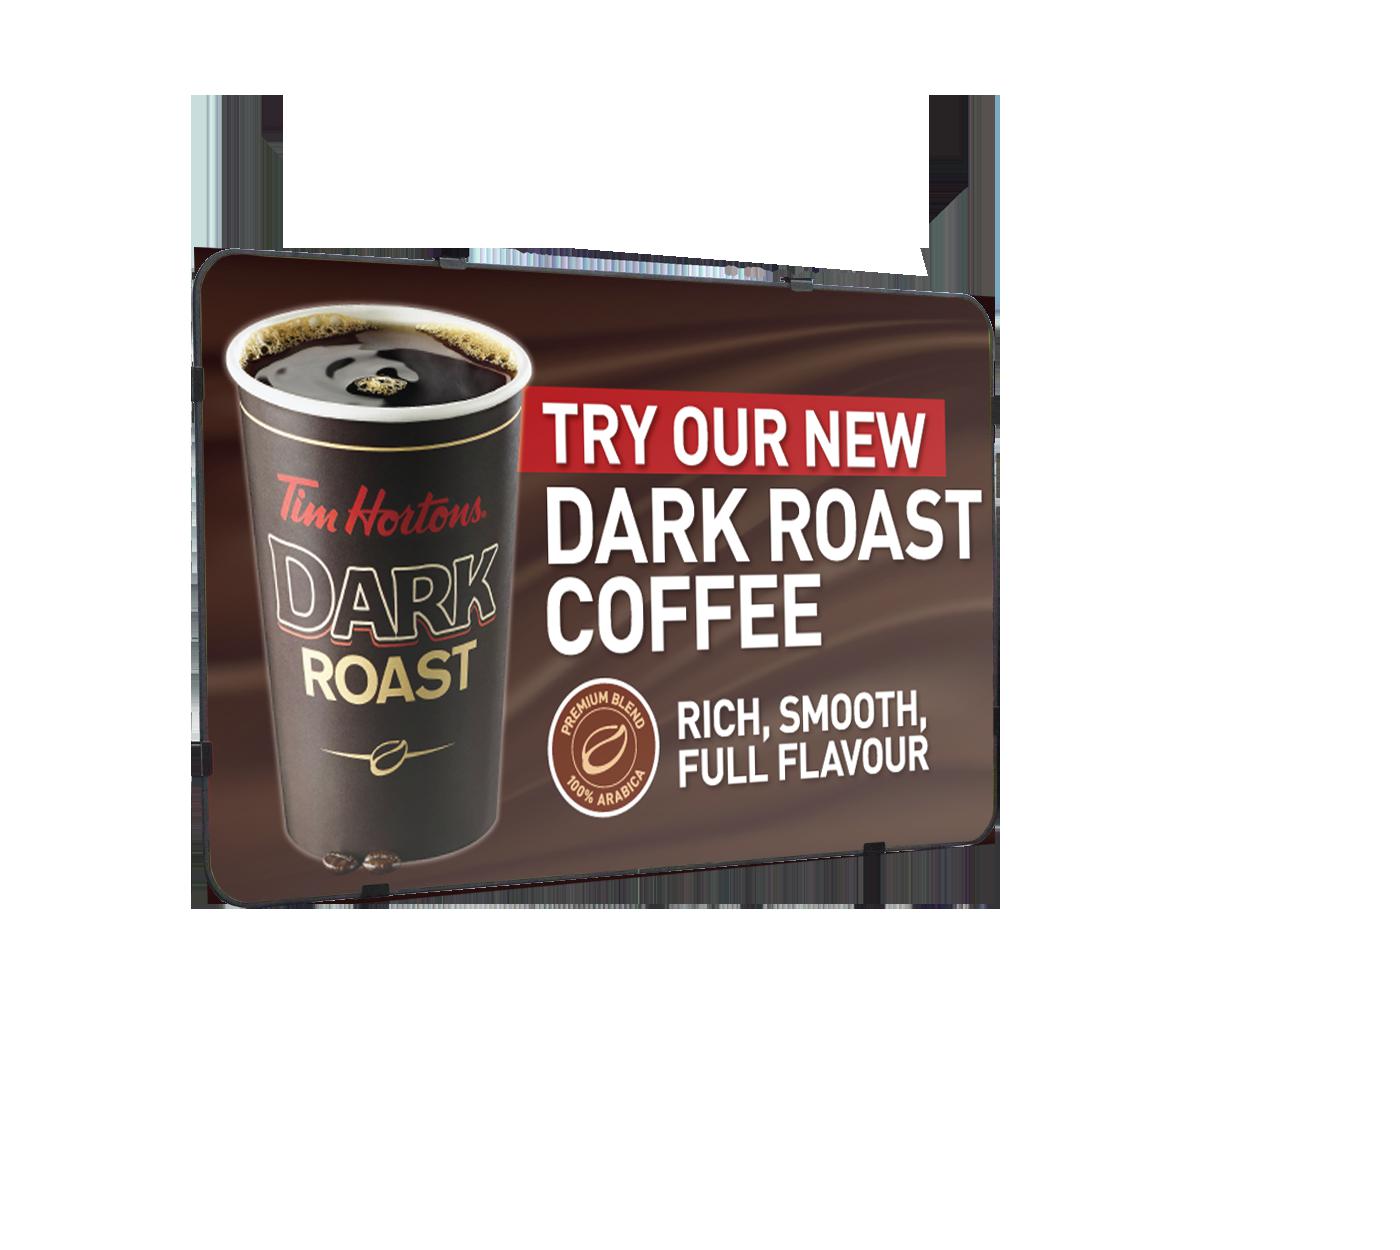 Tim Hortons.
DARK
ROAST
TRY OUR NEW
DARK ROAST
COFFEE
PREMIUM BLEND
100% ARABICA
RICH, SMOOTH,
FULL FLAVOUR